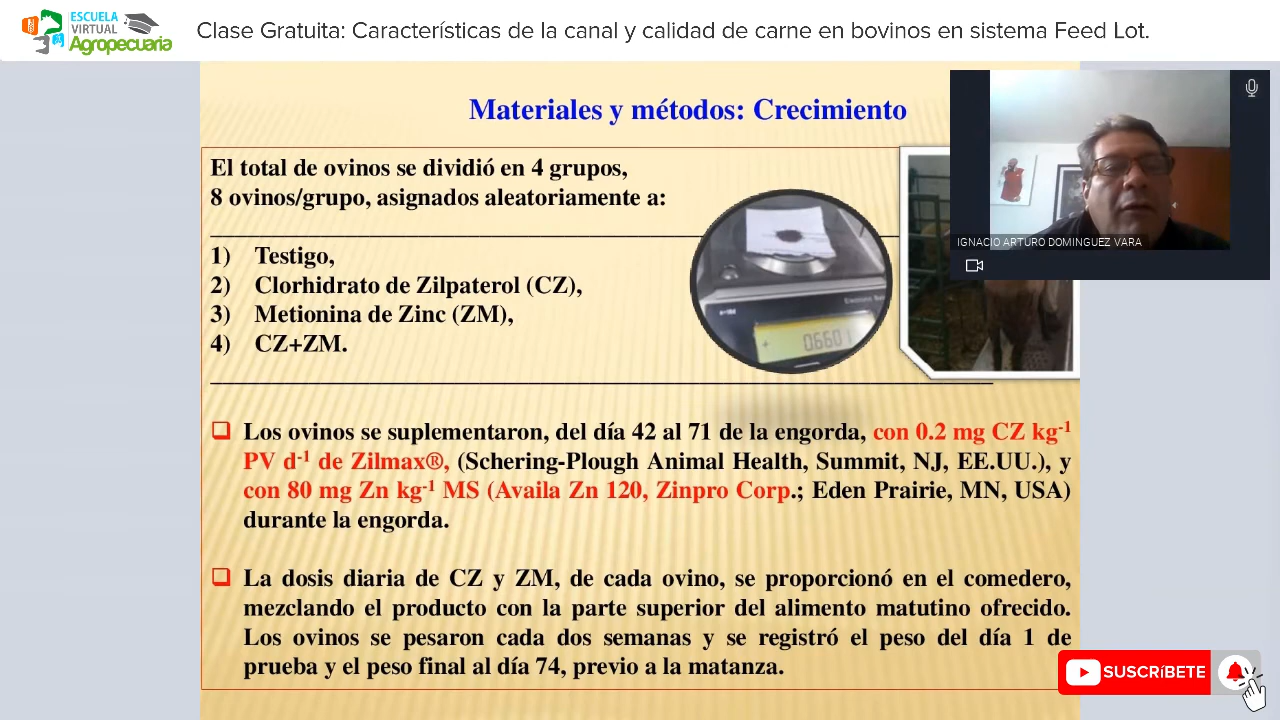 ESCUELA
VIRTUAL
Agropecuaria
Clase Gratuita: Características de la canal y calidad de carne en bovinos en sistema Feed Lot.
Materiales y métodos: Crecimiento
El total de ovinos se dividió en 4 grupos,
8 ovinos/grupo, asignados aleatoriamente a:
1) Testigo,
2) Clorhidrato de Zilpaterol (CZ),
3) Metionina de Zinc (ZM),
4) CZ+ZM.
0.6601
IGNACIO ARTURO DOMINGUEZ VARA
Los ovinos se suplementaron, del día 42 al 71 de la engorda, con 0.2 mg CZ kg⁻¹
PV d⁻¹ de Zilmax®, (Schering-Plough Animal Health, Summit, NJ, EE.UU.), y
con 80 mg Zn kg⁻¹ MS (Availa Zn 120, Zinpro Corp.; Eden Prairie, MN, USA)
durante la engorda.
La dosis diaria de CZ y ZM, de cada ovino, se proporcionó en el comedero,
mezclando el producto con la parte superior del alimento matutino ofrecido.
Los ovinos se pesaron cada dos semanas y se registró el peso del día 1 de
prueba y el peso final al día 74, previo a la matanza.
SUSCRíBETE